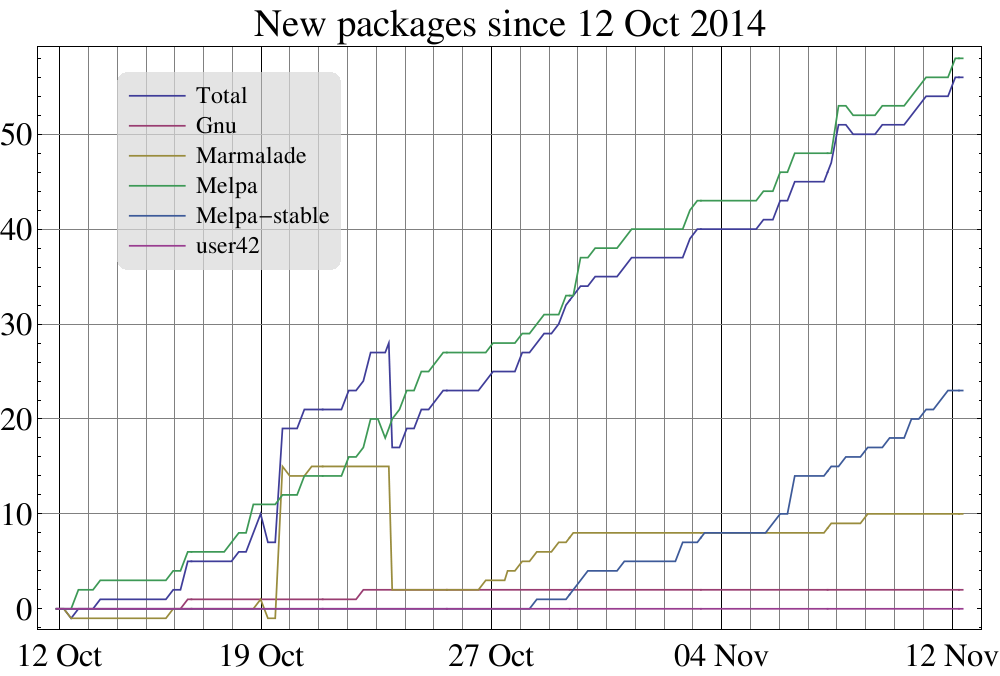 New packages since 12 Oct 2014
Total
Gnu
Marmalade
Melpa
Melpa−stable
user42
50
40
30
20
10
0
12 Oct 19 Oct 27 Oct 04 Nov 12 Nov